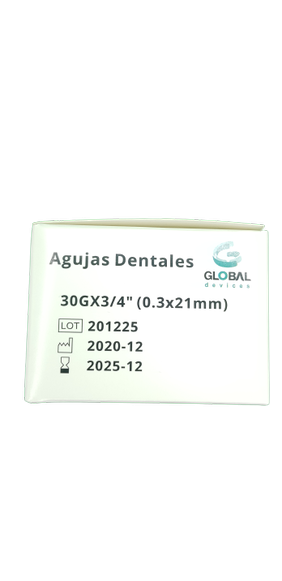 Agujas Dentales
GLOBAL
devices
30GX3/4" (0.3x21mm)
LOT 201225
2020-12
2025-12